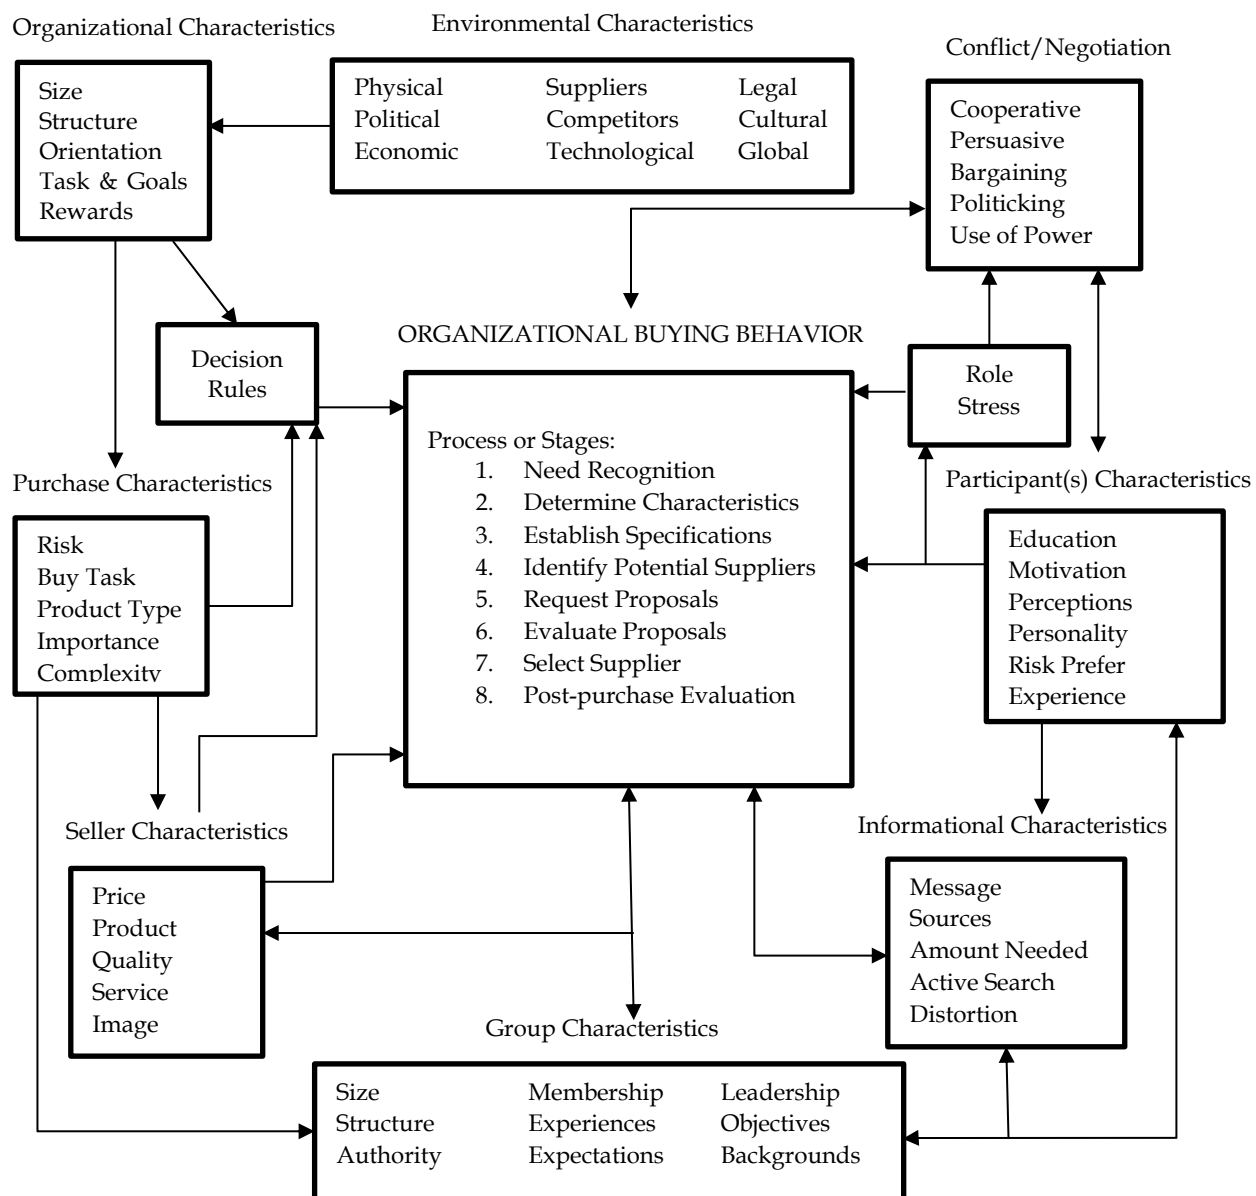 Organizational Characteristics
Size
Structure
Orientation
Task & Goals
Rewards
Environmental Characteristics
Physical Suppliers Legal
Political Competitors Cultural
Economic Technological Global
Conflict/Negotiation
Cooperative
Persuasive
Bargaining
Politicking
Use of Power
Decision
Rules
ORGANIZATIONAL BUYING BEHAVIOR
Process or Stages:
1. Need Recognition
2. Determine Characteristics
3. Establish Specifications
4. Identify Potential Suppliers
5. Request Proposals
6. Evaluate Proposals
7. Select Supplier
8. Post-purchase Evaluation
Role
Stress
Purchase Characteristics
Risk
Buy Task
Product Type
Importance
Complexity
Participant(s) Characteristics
Education
Motivation
Perceptions
Personality
Risk Prefer
Experience
Seller Characteristics
Price
Product
Quality
Service
Image
Informational Characteristics
Message
Sources
Amount Needed
Active Search
Distortion
Group Characteristics
Size Membership Leadership
Structure Experiences Objectives
Authority Expectations Backgrounds